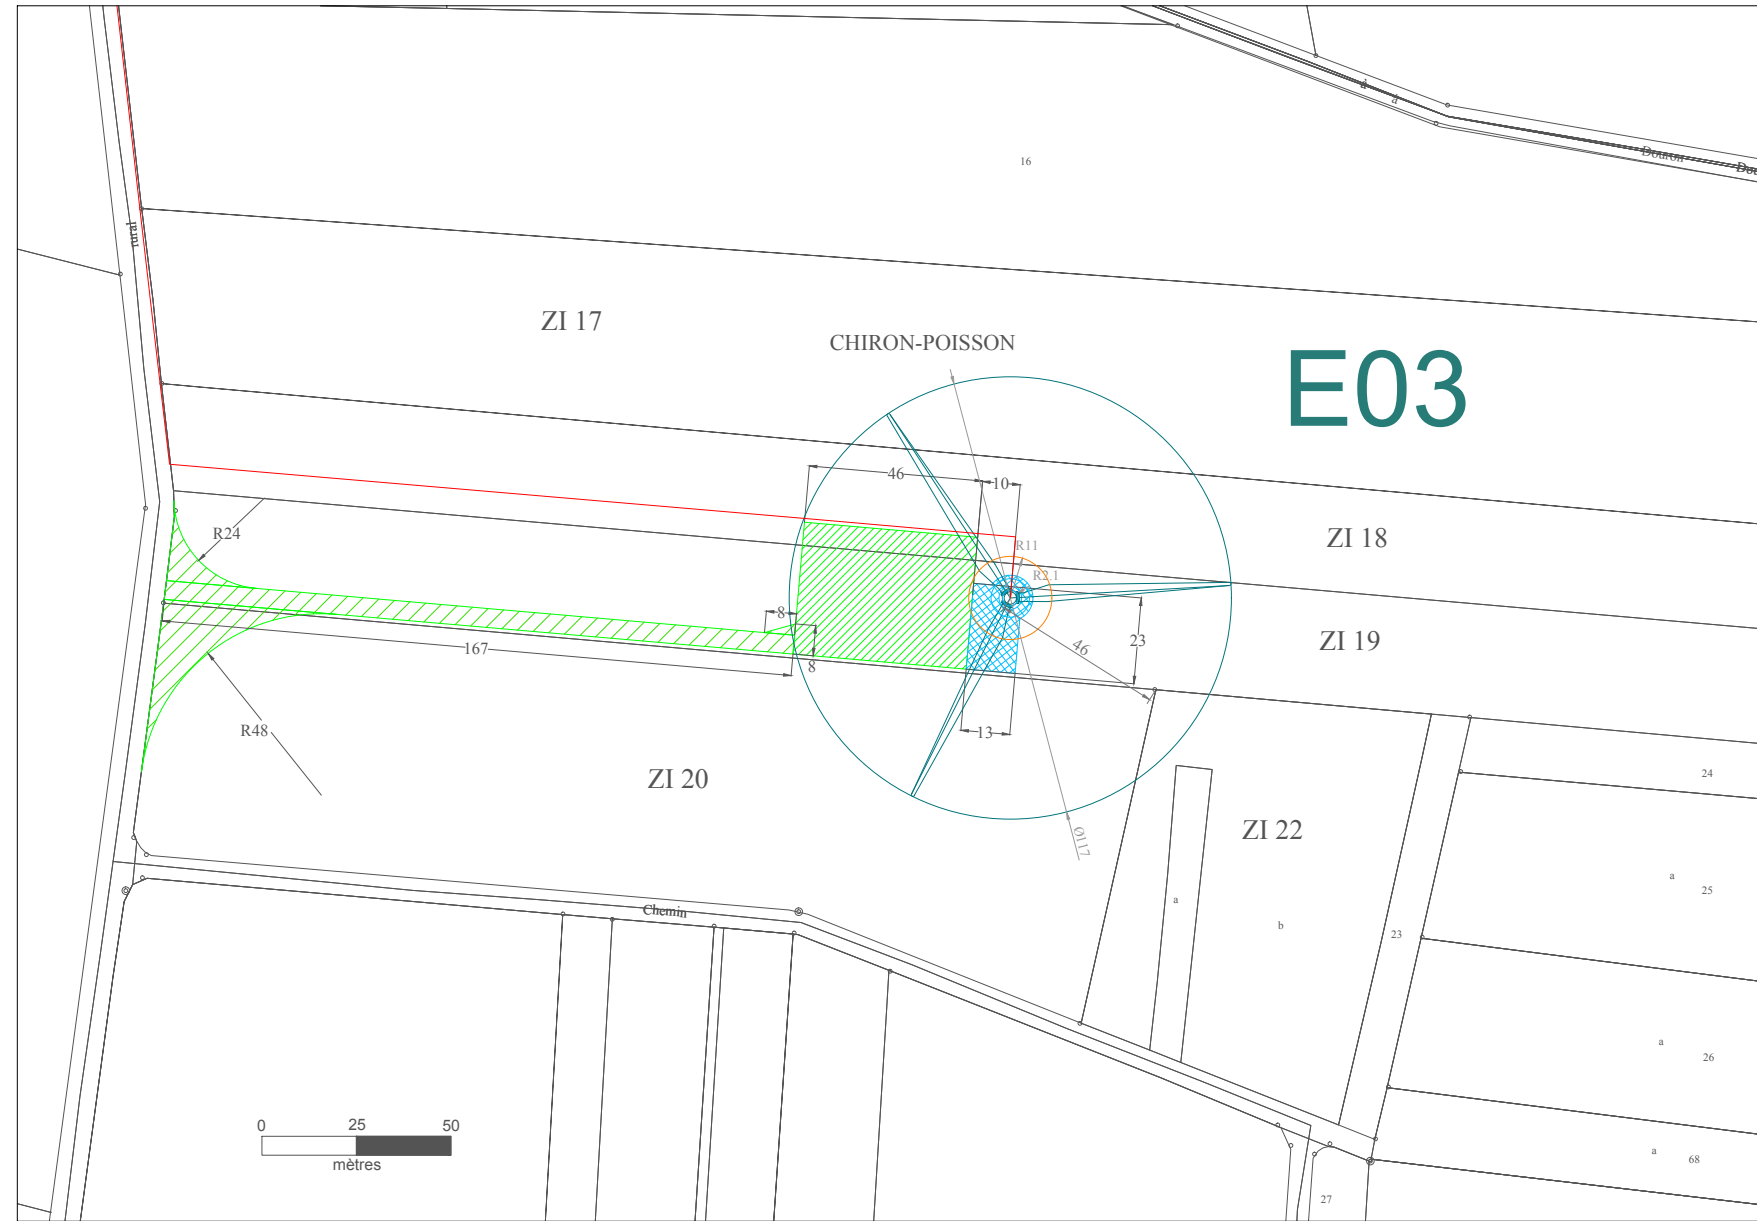 à
à
Douron
Dou
16
rural
ZI 17
CHIRON-POISSON
E03
46
10
R24
ZI 18
R11
R2.1
8
23
ZI 19
167
8
46
R48
13
ZI 20
24
Ø117
ZI 22
a
25
a
Chemin
b
23
a
26
0 25 50
mètres
a
68
27